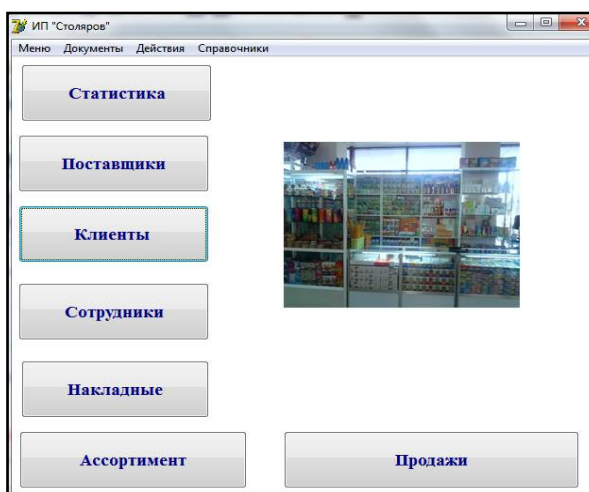 ИП "Столяров"
Меню Документы Действия Справочники
Статистика
Поставщики
Клиенты
Сотрудники
Накладные
Ассортимент
Продажи